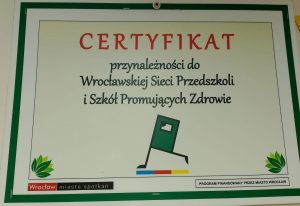 CERTYFIKAT
przynależności do
Wrocławskiej Sieci Przedszkoli
i Szkół Promujących Zdrowie
Wrocław miasto spotkań
PROGRAM FINANSOWANY PRZEZ MIASTO WROCŁAW